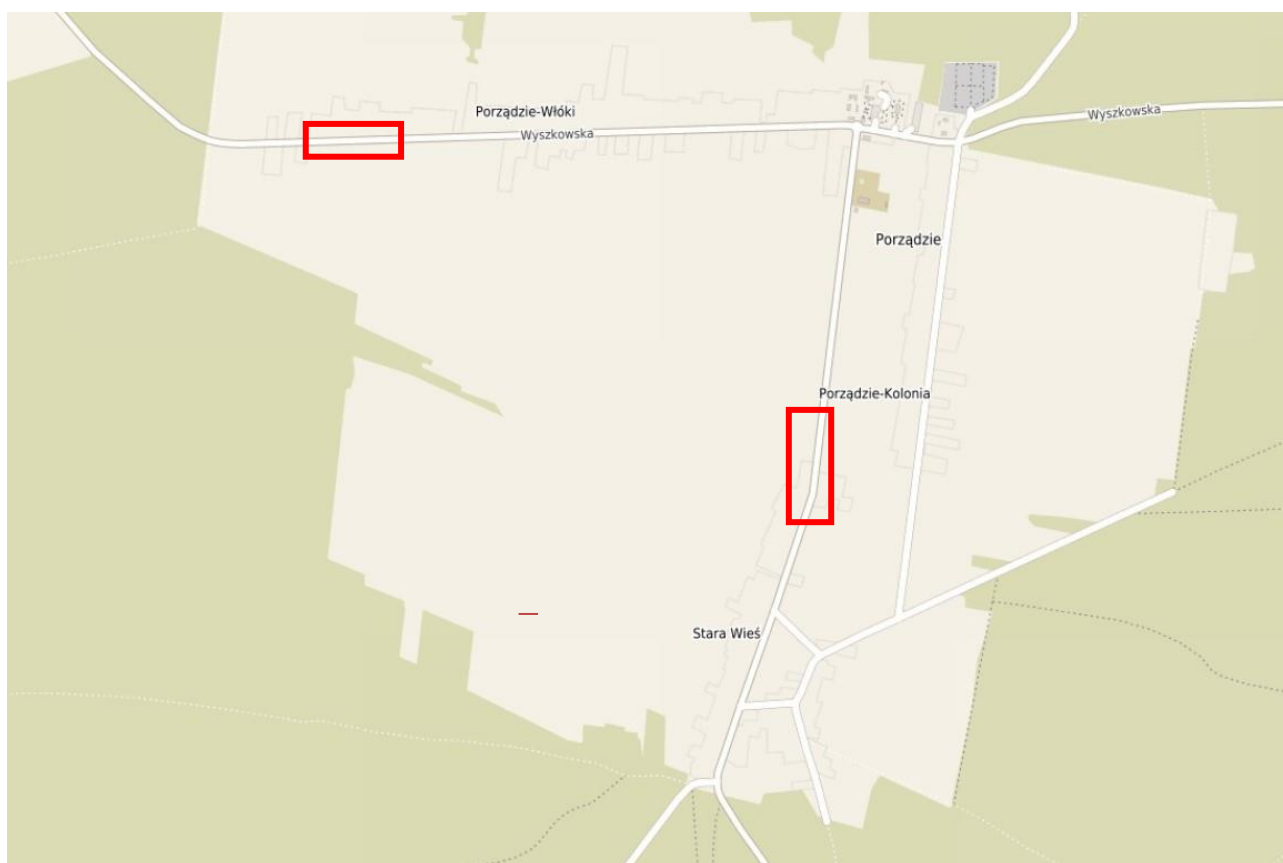 Porządzie-Włóki
Wyszkowska
Wyszkowska
Porządzie
Porządzie-Kolonia
Stara Wieś